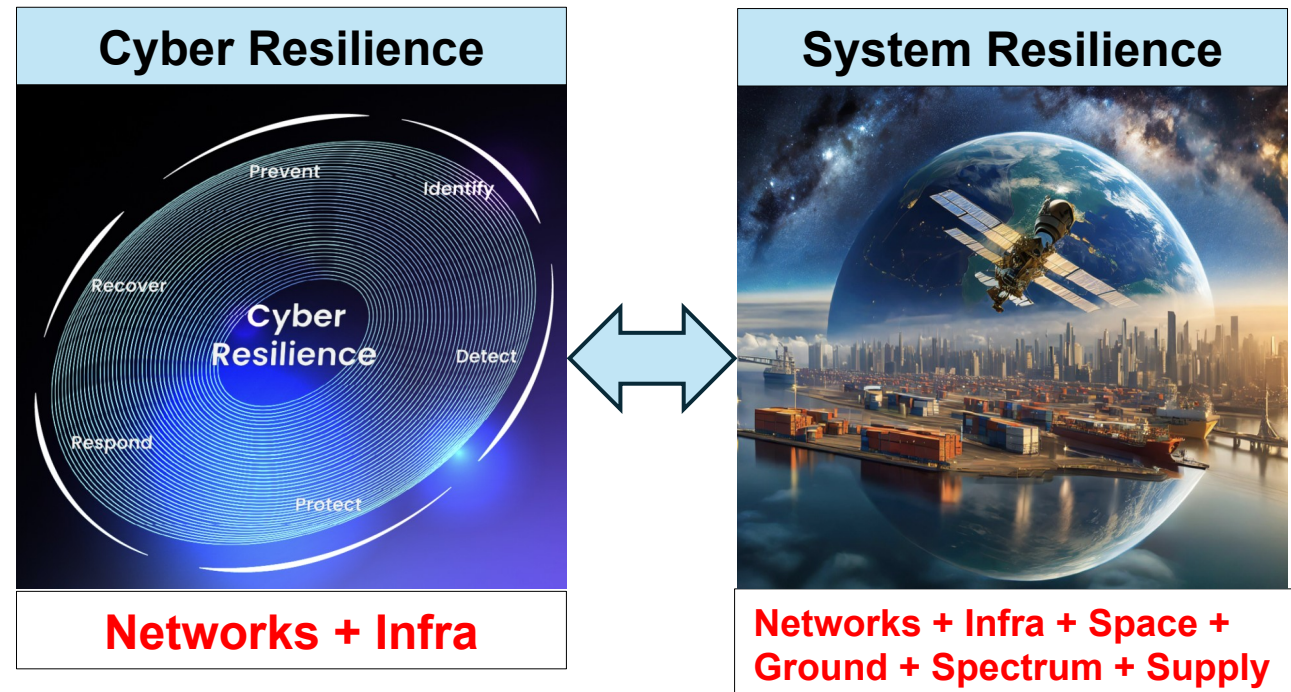 Cyber Resilience
Prevent
Identify
Recover
Cyber
Resilience
Detect
Respond
Protect
Networks + Infra
System Resilience
Networks + Infra + Space +
Ground + Spectrum + Supply